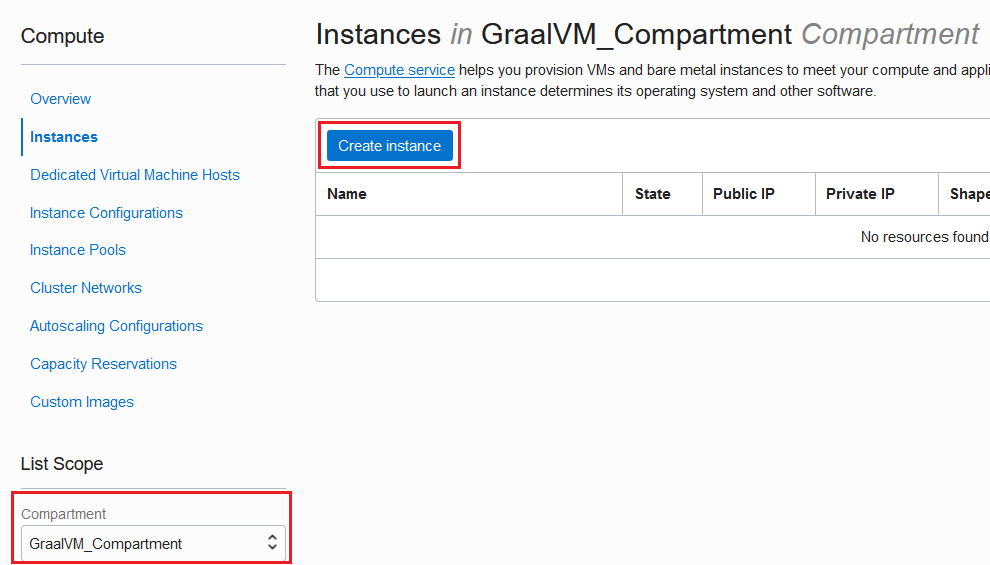 Compute
Overview
Instances
Dedicated Virtual Machine Hosts
Instance Configurations
Instance Pools
Cluster Networks
Autoscaling Configurations
Capacity Reservations
Custom Images
List Scope
Compartment
GraalVM_Compartment
Instances in GraalVM_Compartment Compartment
The Compute service helps you provision VMs and bare metal instances to meet your compute and appli
that you use to launch an instance determines its operating system and other software.
Create instance
Name State Public IP Private IP Shape
No resources found